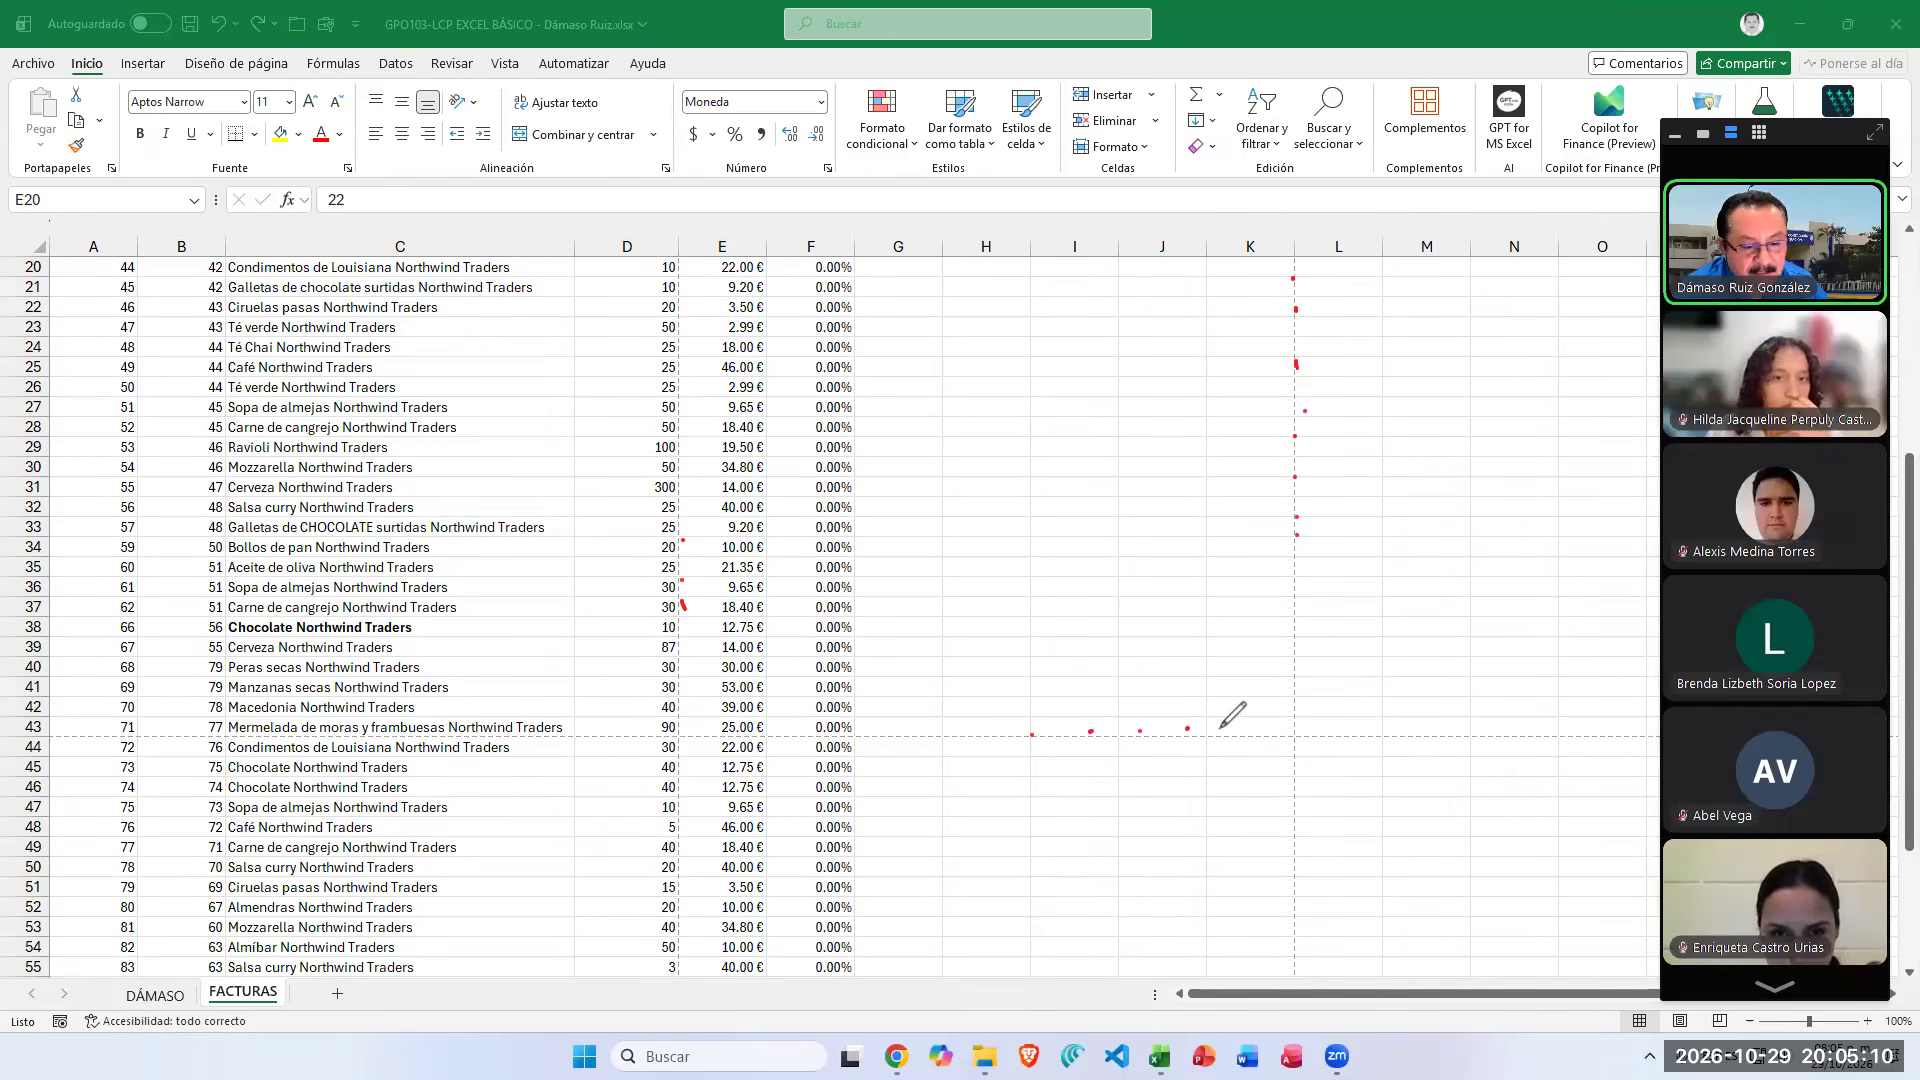 Autoguardado
GPO103-LCP EXCEL BÁSICO - Dámaso Ruiz.xlsx
Buscar
Archivo Inicio Insertar Diseño de página Fórmulas Datos Revisar Vista Automatizar Ayuda
Comentarios Compartir Ponerse al día
Pegar
Aptos Narrow 11
Ajustar texto
Combinar y centrar
Moneda
Formato condicional
Dar formato como tabla
Estilos de celda
Insertar
Eliminar
Formato
Ordenar y filtrar
Buscar y seleccionar
Complementos
GPT for MS Excel
Copilot for Finance (Preview)
Portapapeles Fuente Alineación Número Estilos Celdas Edición Complementos AI Copilot for Finance (Pr
E20 fx 22
A B C D E F G H I J K L M N O
20 44 42 Condimentos de Louisiana Northwind Traders 10 22.00 € 0.00%
21 45 42 Galletas de chocolate surtidas Northwind Traders 10 9.20 € 0.00%
22 46 43 Ciruelas pasas Northwind Traders 20 3.50 € 0.00%
23 47 43 Té verde Northwind Traders 50 2.99 € 0.00%
24 48 44 Té Chai Northwind Traders 25 18.00 € 0.00%
25 49 44 Café Northwind Traders 25 46.00 € 0.00%
26 50 44 Té verde Northwind Traders 25 2.99 € 0.00%
27 51 45 Sopa de almejas Northwind Traders 50 9.65 € 0.00%
28 52 45 Carne de cangrejo Northwind Traders 50 18.40 € 0.00%
29 53 46 Ravioli Northwind Traders 100 19.50 € 0.00%
30 54 46 Mozzarella Northwind Traders 50 34.80 € 0.00%
31 55 47 Cerveza Northwind Traders 300 14.00 € 0.00%
32 56 48 Salsa curry Northwind Traders 25 40.00 € 0.00%
33 57 48 Galletas de CHOCOLATE surtidas Northwind Traders 25 9.20 € 0.00%
34 59 50 Bollos de pan Northwind Traders 20 10.00 € 0.00%
35 60 51 Aceite de oliva Northwind Traders 25 21.35 € 0.00%
36 61 51 Sopa de almejas Northwind Traders 30 9.65 € 0.00%
37 62 51 Carne de cangrejo Northwind Traders 30 18.40 € 0.00%
38 66 56 Chocolate Northwind Traders 10 12.75 € 0.00%
39 67 55 Cerveza Northwind Traders 87 14.00 € 0.00%
40 68 79 Peras secas Northwind Traders 30 30.00 € 0.00%
41 69 79 Manzanas secas Northwind Traders 30 53.00 € 0.00%
42 70 78 Macedonia Northwind Traders 40 39.00 € 0.00%
43 71 77 Mermelada de moras y frambuesas Northwind Traders 90 25.00 € 0.00%
44 72 76 Condimentos de Louisiana Northwind Traders 30 22.00 € 0.00%
45 73 75 Chocolate Northwind Traders 40 12.75 € 0.00%
46 74 74 Chocolate Northwind Traders 40 12.75 € 0.00%
47 75 73 Sopa de almejas Northwind Traders 10 9.65 € 0.00%
48 76 72 Café Northwind Traders 5 46.00 € 0.00%
49 77 71 Carne de cangrejo Northwind Traders 40 18.40 € 0.00%
50 78 70 Salsa curry Northwind Traders 20 40.00 € 0.00%
51 79 69 Ciruelas pasas Northwind Traders 15 3.50 € 0.00%
52 80 67 Almendras Northwind Traders 20 10.00 € 0.00%
53 81 60 Mozzarella Northwind Traders 40 34.80 € 0.00%
54 82 63 Almíbar Northwind Traders 50 10.00 € 0.00%
55 83 63 Salsa curry Northwind Traders 3 40.00 € 0.00%
Dámaso Ruiz González
Hilda Jacqueline Perpuly Cast...
Alexis Medina Torres
L
Brenda Lizbeth Soria Lopez
AV
Abel Vega
Enriqueta Castro Urias
DÁMASO FACTURAS
Listo Accesibilidad: todo correcto 100%
Buscar
zm
2026-10-29 20:05:10